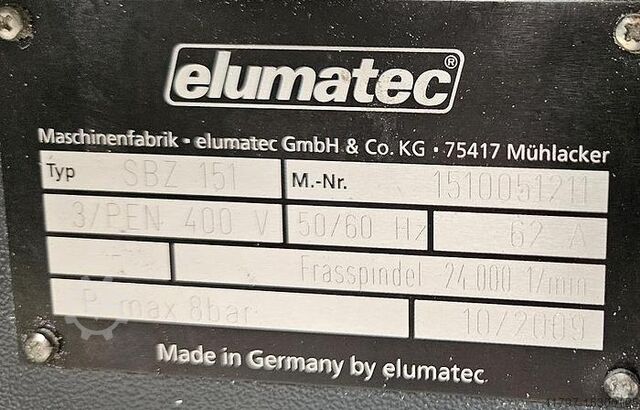 elumatec®
Maschinenfabrik • elumatec GmbH & Co. KG • 75417 Mühlacker
Typ SBZ 151 M.-Nr. 1510051211
3/PEN 400 V 50/60 Hz 62 A
Frasspindel 24.000 1/min
P. max 8bar 10/2009
Made in Germany by elumatec